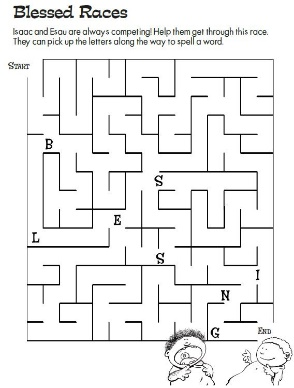 Blessed Races
Isaac and Esau are always competing! Help them get through this race.
They can pick up the letters along the way to spell a word.
START
B
S
E
L
S
I
N
G
END